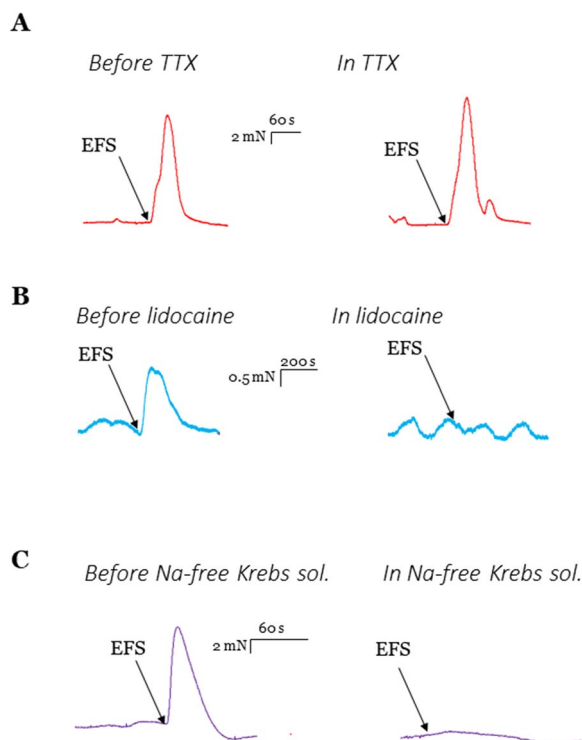 A
Before TTX
In TTX
EFS
60 s
2 mN
EFS
B
Before lidocaine
In lidocaine
EFS
200 s
0.5 mN
EFS
C
Before Na-free Krebs sol.
In Na-free Krebs sol.
EFS
60 s
2 mN
EFS